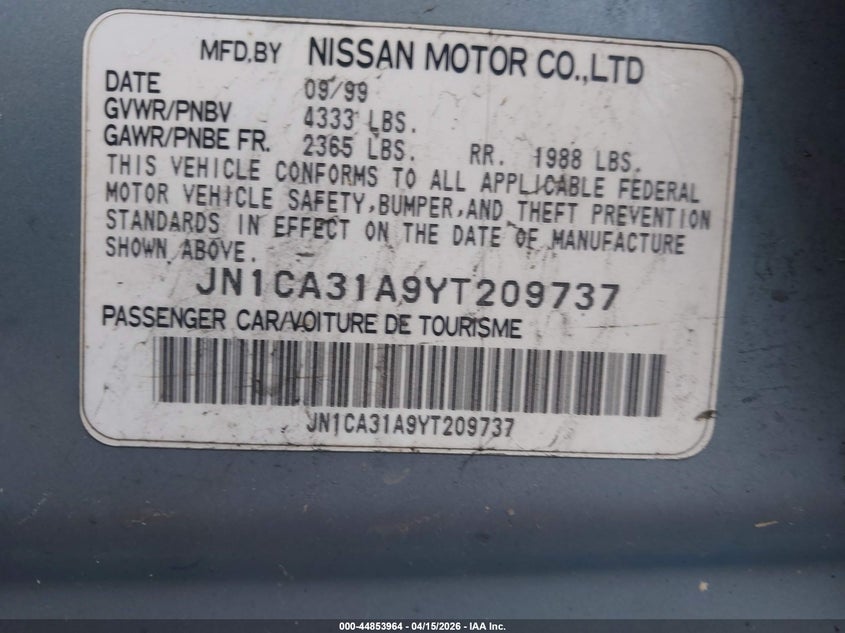 MFD.BY NISSAN MOTOR CO.,LTD
DATE 09/99
GVWR/PNBV 4333 LBS.
GAWR/PNBE FR. 2365 LBS. RR. 1988 LBS.
THIS VEHICLE CONFORMS TO ALL APPLICABLE FEDERAL
MOTOR VEHICLE SAFETY,BUMPER,AND THEFT PREVENTION
STANDARDS IN EFFECT ON THE DATE OF MANUFACTURE
SHOWN ABOVE.
JN1CA31A9YT209737
PASSENGER CAR/VOITURE DE TOURISME
JN1CA31A9YT209737
000-44853964 - 04/15/2026 - IAA Inc.